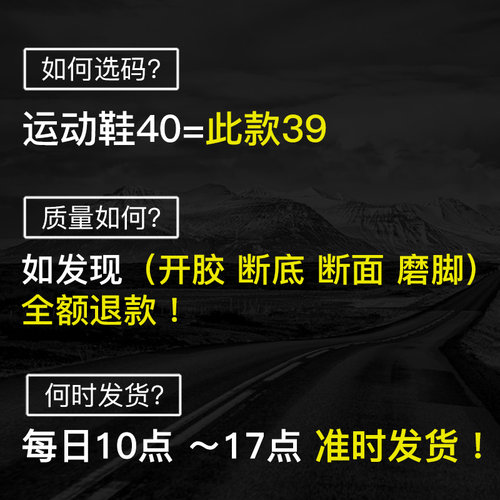 如何选码?
运动鞋40=此款39
质量如何?
如发现（开胶 断底 断面 磨脚）
全额退款！
何时发货?
每日10点 ～17点 准时发货！